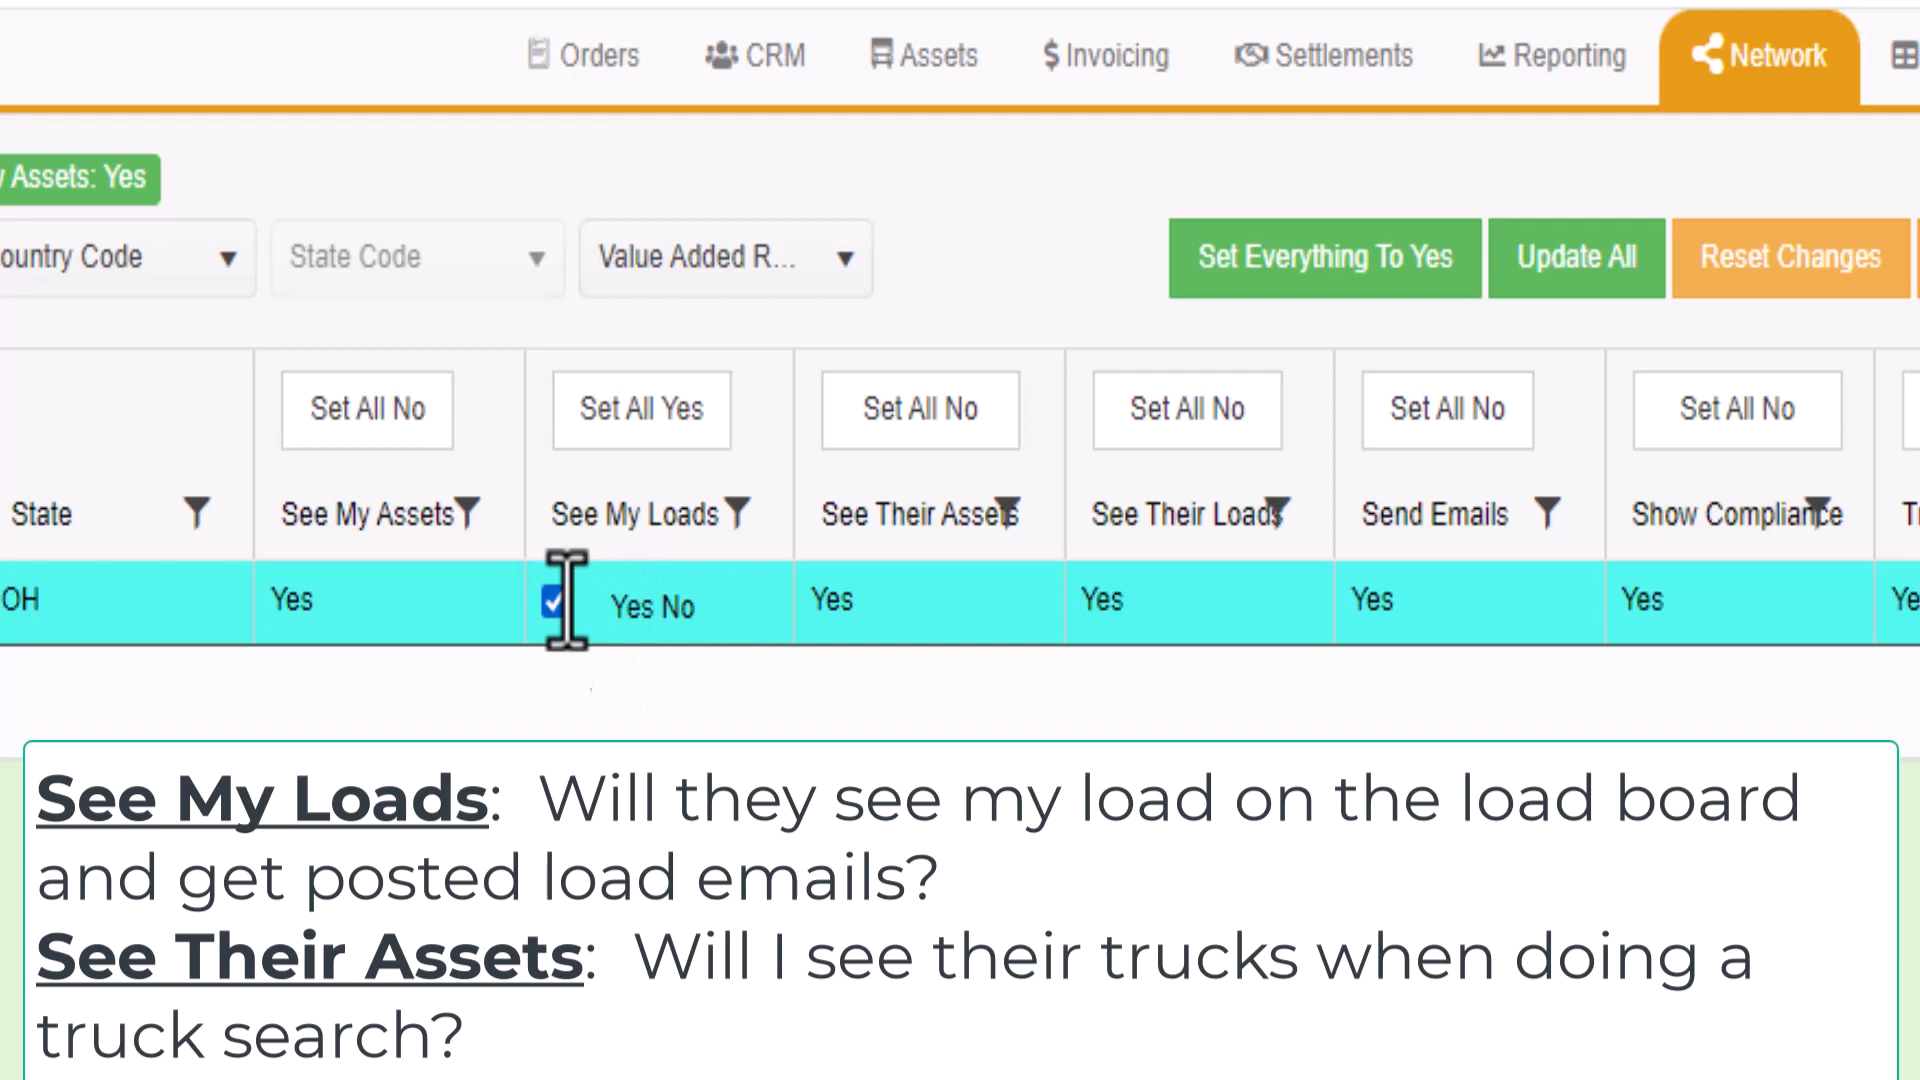 Orders CRM Assets Invoicing Settlements Reporting Network
Assets: Yes
ountry Code State Code Value Added R... Set Everything To Yes Update All Reset Changes
Set All No Set All Yes Set All No Set All No Set All No Set All No
State See My Assets See My Loads See Their Assets See Their Loads Send Emails Show Compliance
OH Yes Yes No Yes Yes Yes Yes Ye
See My Loads: Will they see my load on the load board
and get posted load emails?
See Their Assets: Will I see their trucks when doing a
truck search?